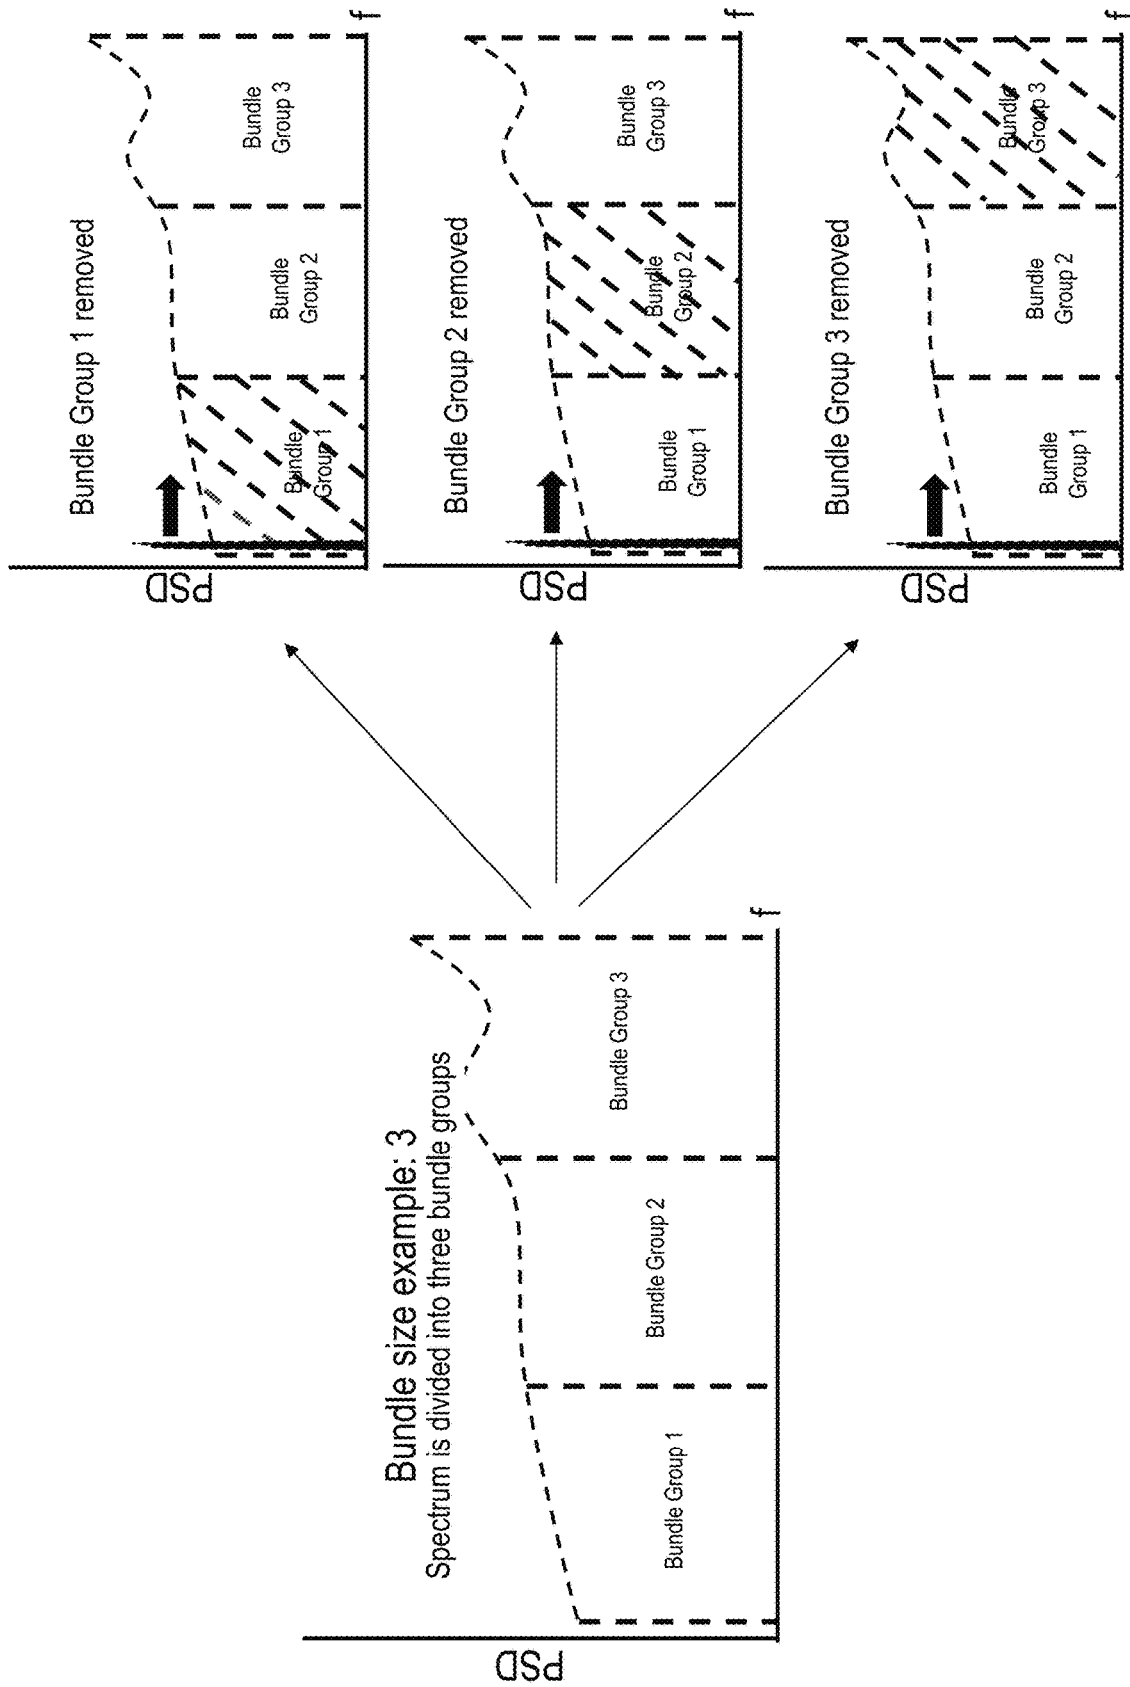 Bundle size example: 3
Spectrum is divided into three bundle groups
PSD
Bundle Group 1
Bundle Group 2
Bundle Group 3
f
Bundle Group 1 removed
PSD
Bundle
Group 1
Bundle
Group 2
Bundle
Group 3
f
Bundle Group 2 removed
PSD
Bundle
Group 1
Bundle
Group 2
Bundle
Group 3
f
Bundle Group 3 removed
PSD
Bundle
Group 1
Bundle
Group 2
Bundle
Group 3
f